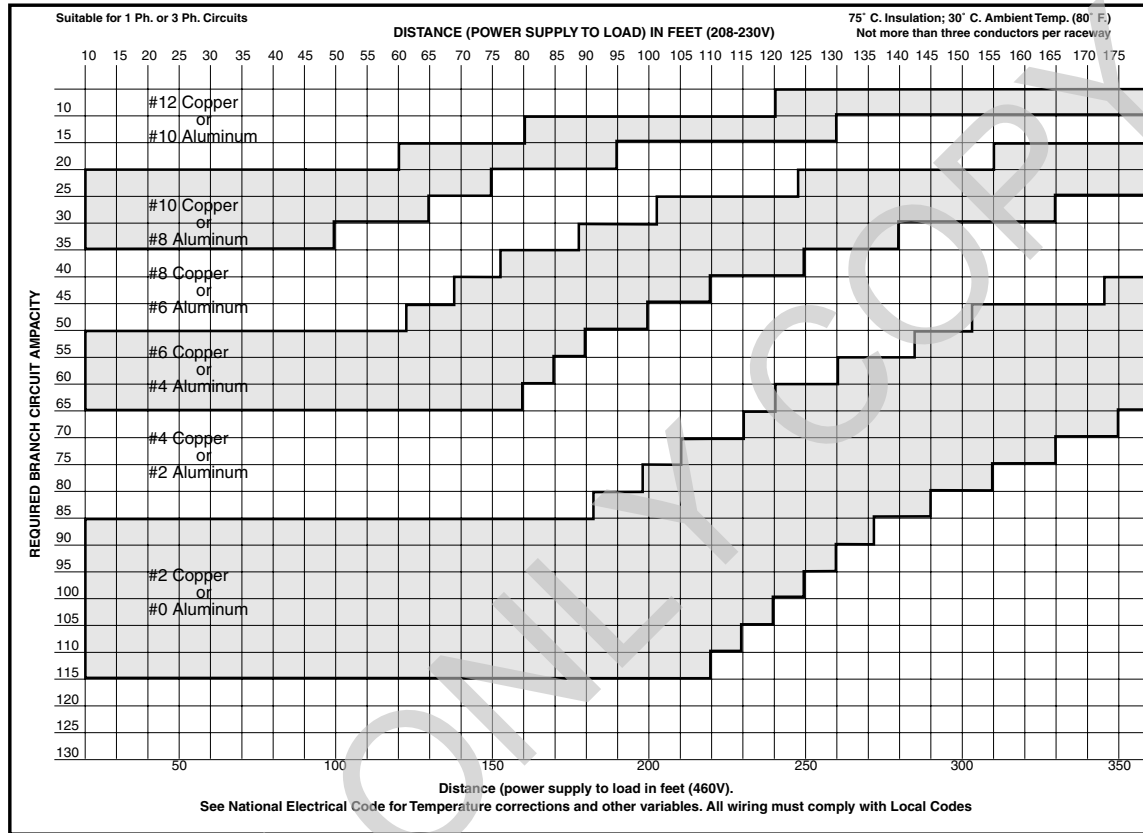 Suitable for 1 Ph. or 3 Ph. Circuits
75° C. Insulation; 30° C. Ambient Temp. (80° F.)
DISTANCE (POWER SUPPLY TO LOAD) IN FEET (208-230V)
Not more than three conductors per raceway
10 10 15 15 20 25 30 35 40 45 50 55 60 65 70 75 80 85 90 95 100 105 110 115 120 125 130 135 140 145 150 155 160 165 175
REQUIRED BRANCH CIRCUIT AMPACITY
10
15
20
25
30
35
40
45
50
55
60
65
70
75
80
85
90
95
100
105
110
115
120
125
130
#12 Copper
or
#10 Aluminum
#10 Copper
or
#8 Aluminum
#8 Copper
or
#6 Aluminum
#6 Copper
or
#4 Aluminum
#4 Copper
or
#2 Aluminum
#2 Copper
or
#0 Aluminum
50 100 150 200 250 300 350
Distance (power supply to load in feet (460V).
See National Electrical Code for Temperature corrections and other variables. All wiring must comply with Local Codes
ONLY COPY